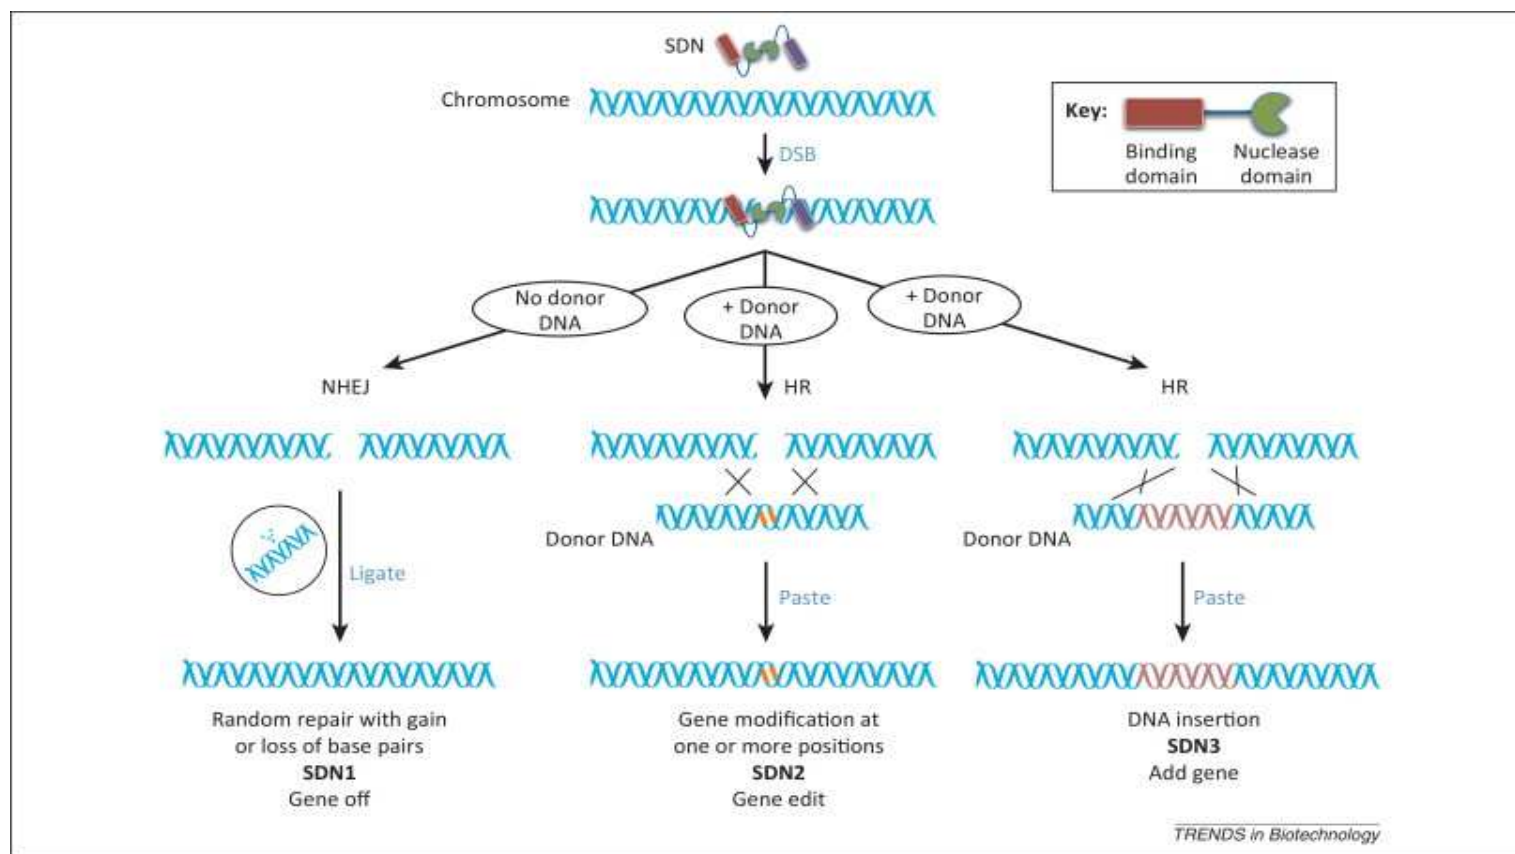 SDN
Chromosome
Key:
Binding
domain
Nuclease
domain
DSB
No donor
DNA
+ Donor
DNA
+ Donor
DNA
NHEJ
HR
HR
Donor DNA
Donor DNA
Ligate
Paste
Paste
Random repair with gain
or loss of base pairs
SDN1
Gene off
Gene modification at
one or more positions
SDN2
Gene edit
DNA insertion
SDN3
Add gene
TRENDS in Biotechnology